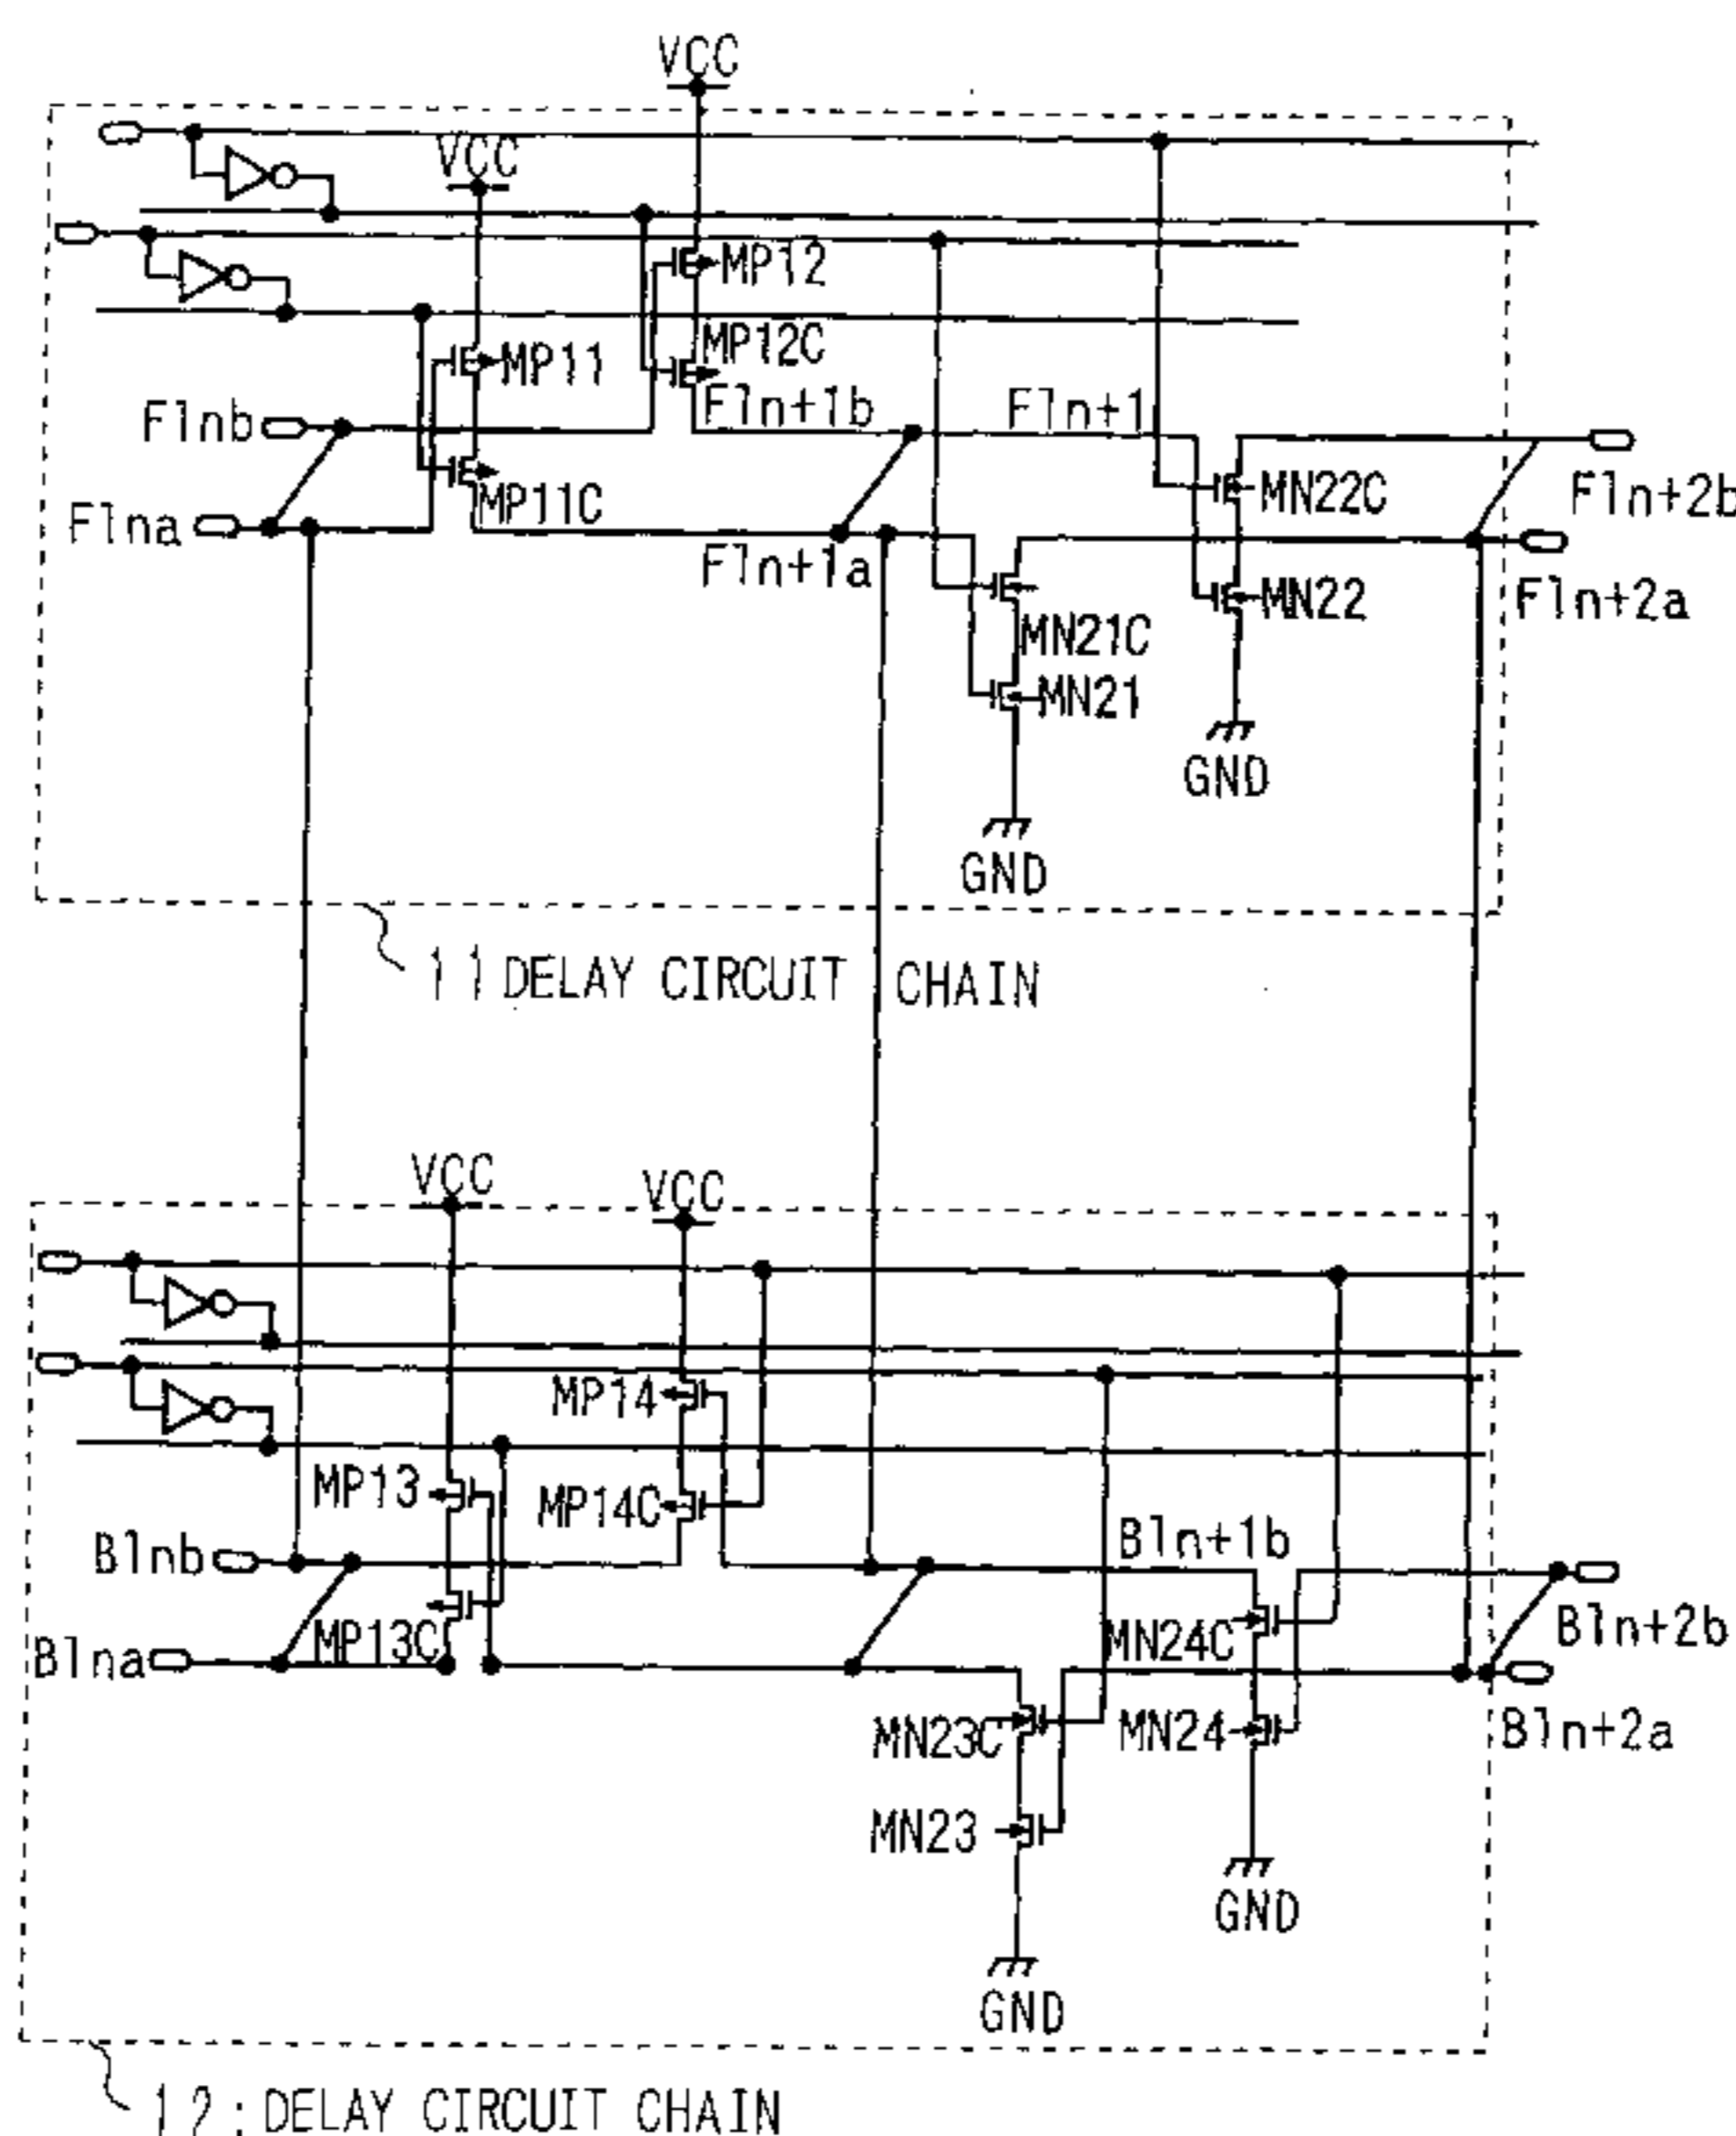 VCC
VCC
MP12
MP12C
MP11
Flnb
Fln+1b
Fln+1
MP11C
MN22C
Fln+2b
Flna
Fln+1a
MN22
Fln+2a
MN21C
MN21
GND
GND
11 DELAY CIRCUIT CHAIN
VCC
VCC
MP14
MP13
MP14C
Blnb
Bln+1b
MP13C
MN24C
Bln+2b
Blna
MN23C
MN24
Bln+2a
MN23
GND
GND
12: DELAY CIRCUIT CHAIN